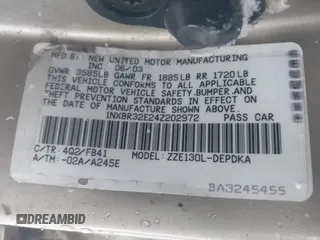 MFD. BY: NEW UNITED MOTOR MANUFACTURING
INC 06/03
GVWR 3585LB GAWR FR 1885LB RR 1720LB
THIS VEHICLE CONFORMS TO ALL APPLICABLE
FEDERAL MOTOR VEHICLE SAFETY,BUMPER,AND
THEFT PREVENTION STANDARDS IN EFFECT ON
THE DATE OF MANUFACTURE SHOWN ABOVE.
1NXBR32E24Z202972 PASS CAR
C/TR: 4Q2/FB41 MODEL: ZZE130L-DEPDKA
A/TM: -02A/A245E
BA3245455
DREAMBID